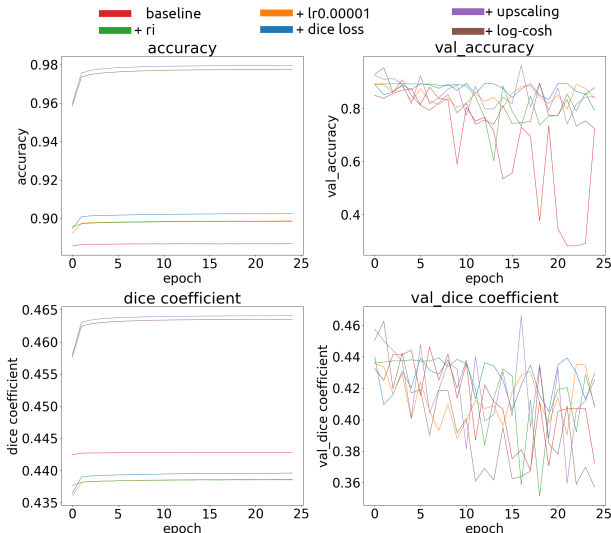 baseline + lr0.00001 + upscaling
+ ri + dice loss + log-cosh
accuracy val_accuracy
0.98
0.96
0.94
0.92
0.90
accuracy
0 5 10 15 20 25
epoch
0.8
0.6
0.4
val_accuracy
0 5 10 15 20 25
epoch
dice coefficient val_dice coefficient
0.465
0.460
0.455
0.450
0.445
0.440
0.435
dice coefficient
0 5 10 15 20 25
epoch
0.46
0.44
0.42
0.40
0.38
0.36
val_dice coefficient
0 5 10 15 20 25
epoch